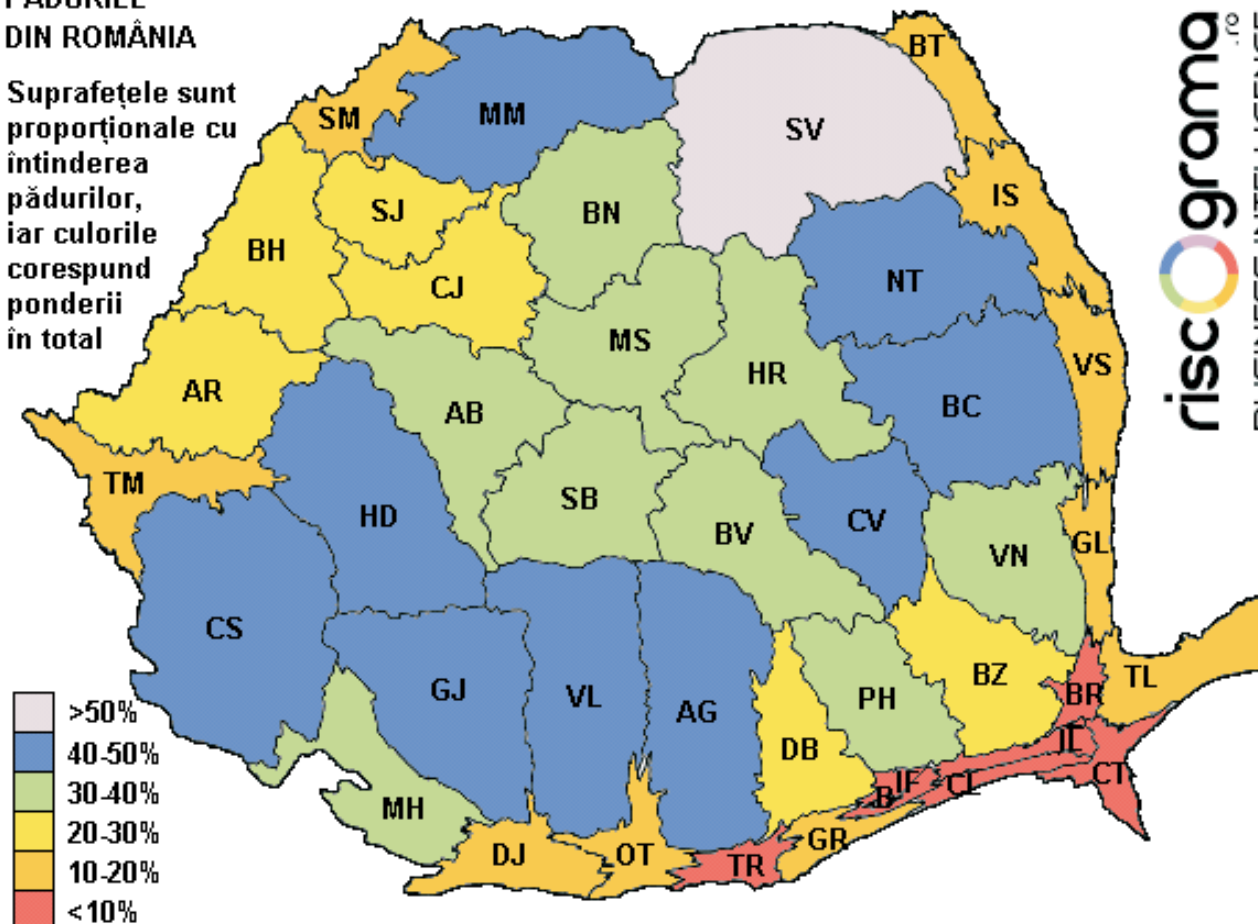 PĂDURILE
DIN ROMÂNIA
Suprafețele sunt
proporționale cu
întinderea
pădurilor,
iar culorile
corespund
ponderii
în total
riscograma
.ro
BT
SM
MM
SV
IS
SJ
BN
BH
CJ
NT
MS
VS
HR
AR
AB
BC
TM
SB
HD
CV
BV
GL
VN
CS
BZ
TL
GJ
VL
AG
PH
BR
DB
IL
IF
CL
CT
B
MH
GR
DJ
OT
TR
>50%
40-50%
30-40%
20-30%
10-20%
<10%